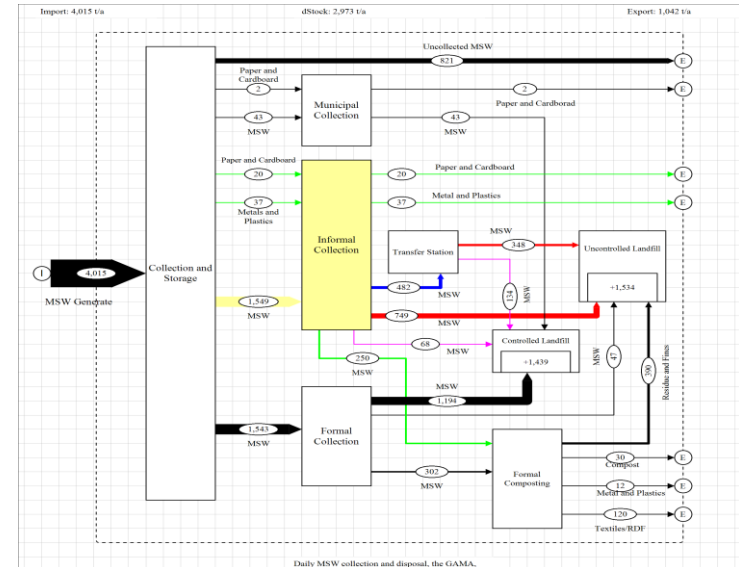 Import: 4,015 t/a
dStock: 2,973 t/a
Export: 1,042 t/a
Uncollected MSW
821
E
Paper and
Cardboard
2
Municipal
Collection
2
E
Paper and Cardborad
43
MSW
43
MSW
Paper and Cardboard
20
20
Paper and Cardboard
E
37
Metals and
Plastics
37
Metal and Plastics
E
Informal
Collection
Collection and
Storage
I
4,015
MSW Generate
MSW
348
Transfer Station
Uncontrolled Landfill
+1,534
482
MSW
134
MSW
1,549
MSW
749
MSW
68
MSW
Controlled Landfill
+1,439
250
MSW
47
MSW
390
Residue and Fines
MSW
1,194
1,543
MSW
Formal
Collection
302
MSW
Formal
Composting
30
Compost
E
12
Metal and Plastics
E
120
Textiles/RDF
E
Daily MSW collection and disposal, the GAMA.